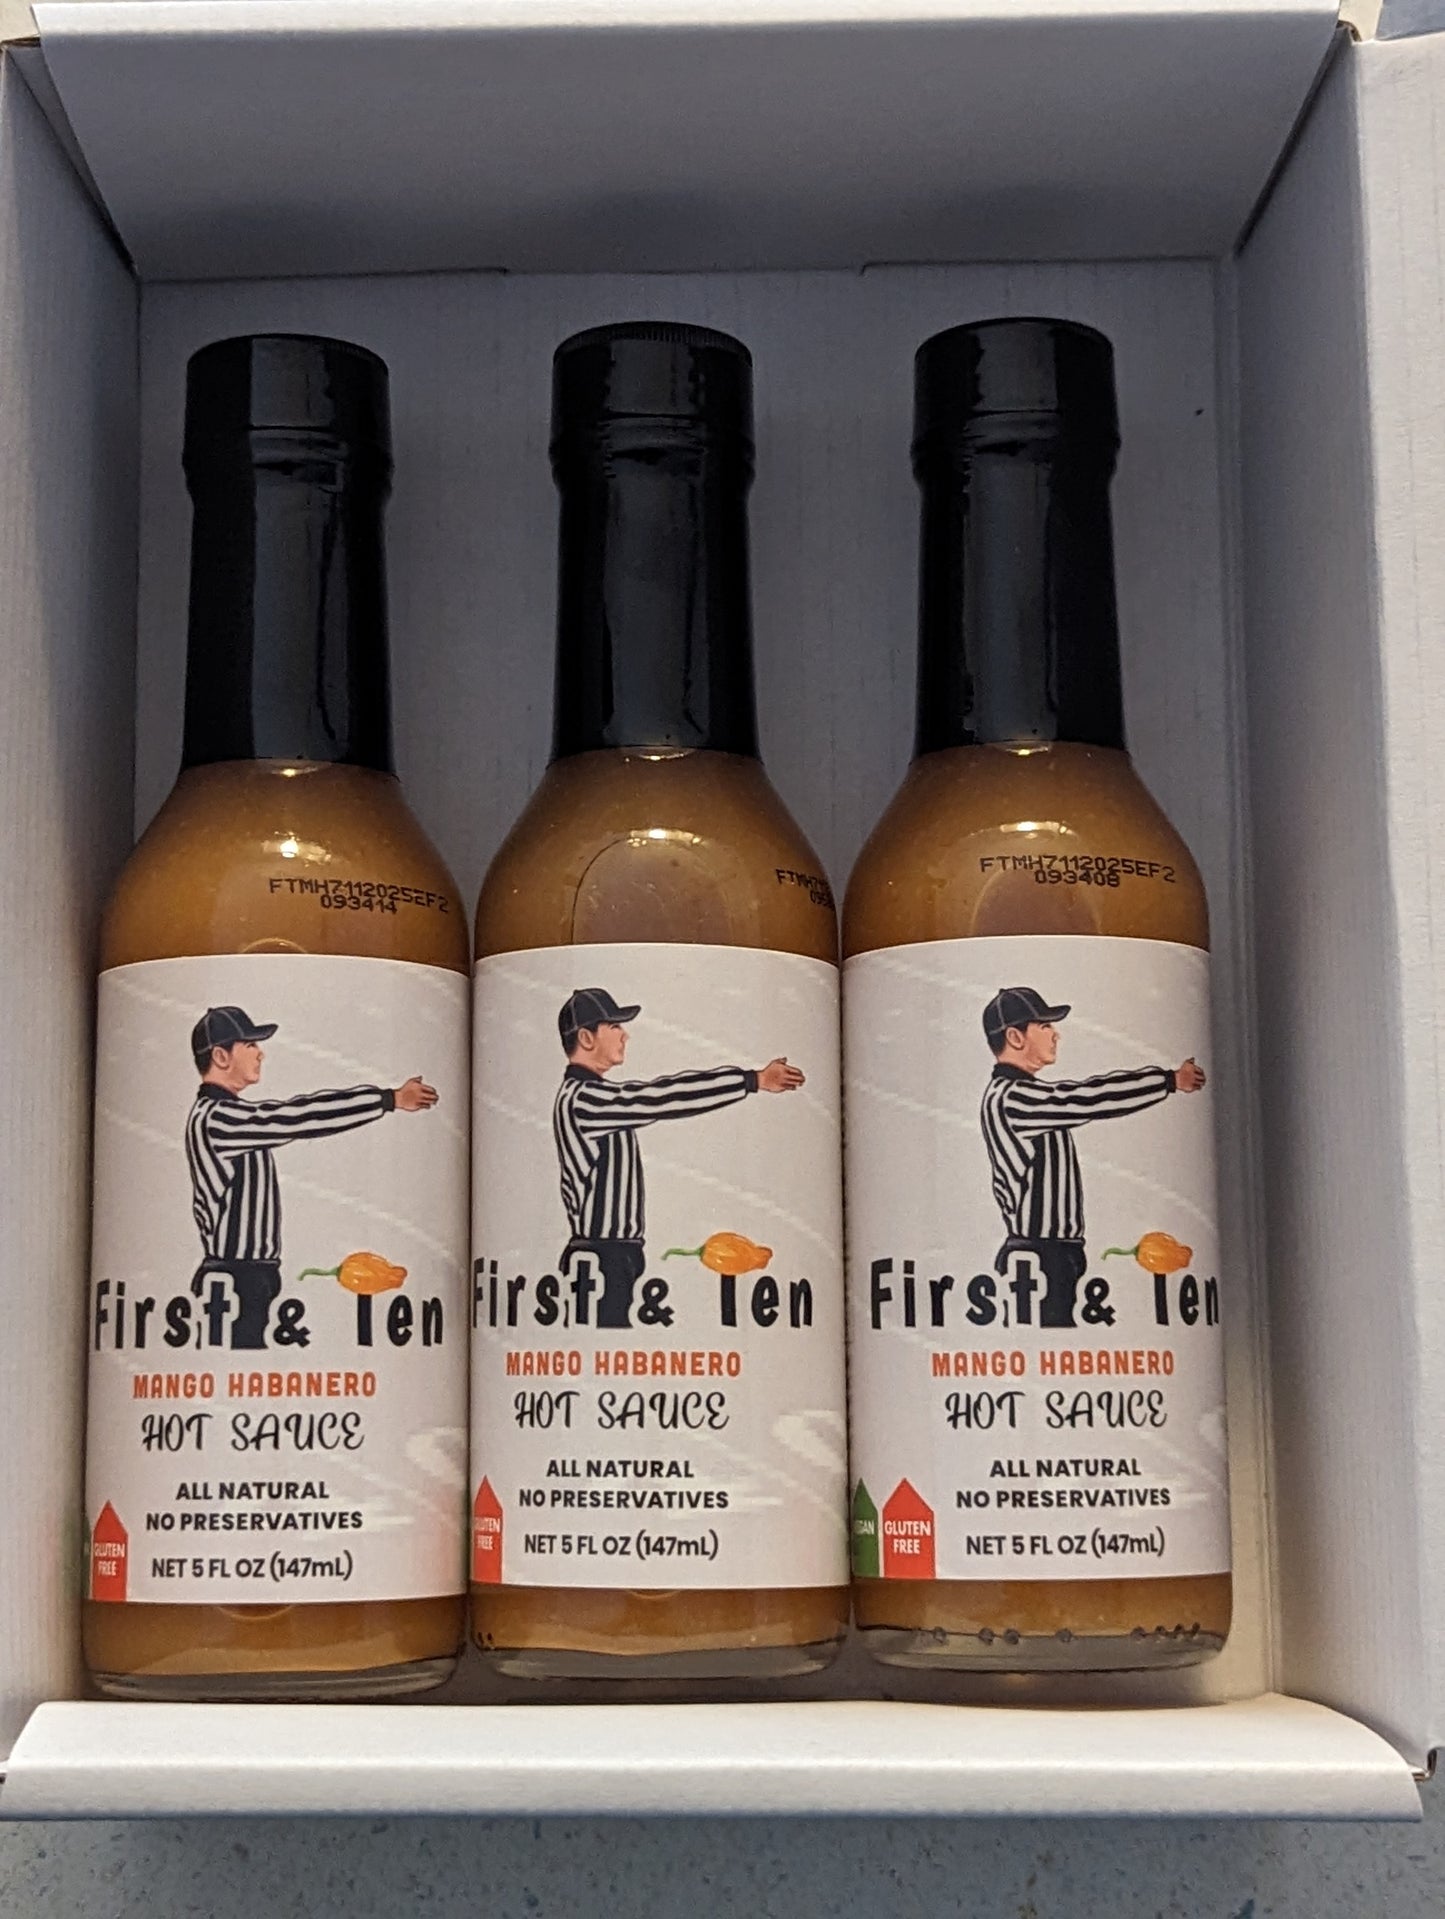 FTMH7112025EF2
093414
First & Ten
MANGO HABANERO
HOT SAUCE
ALL NATURAL
NO PRESERVATIVES
NET 5 FL OZ (147mL)
GLUTEN
FREE
First & Ten
MANGO HABANERO
HOT SAUCE
ALL NATURAL
NO PRESERVATIVES
NET 5 FL OZ (147mL)
GLUTEN
FREE
FTMH7112025EF2
093408
First & Ten
MANGO HABANERO
HOT SAUCE
ALL NATURAL
NO PRESERVATIVES
NET 5 FL OZ (147mL)
GLUTEN
FREE